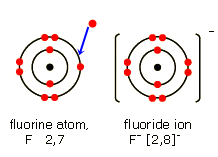 fluorine atom,
F 2,7
fluoride ion
F⁻ [2,8]⁻